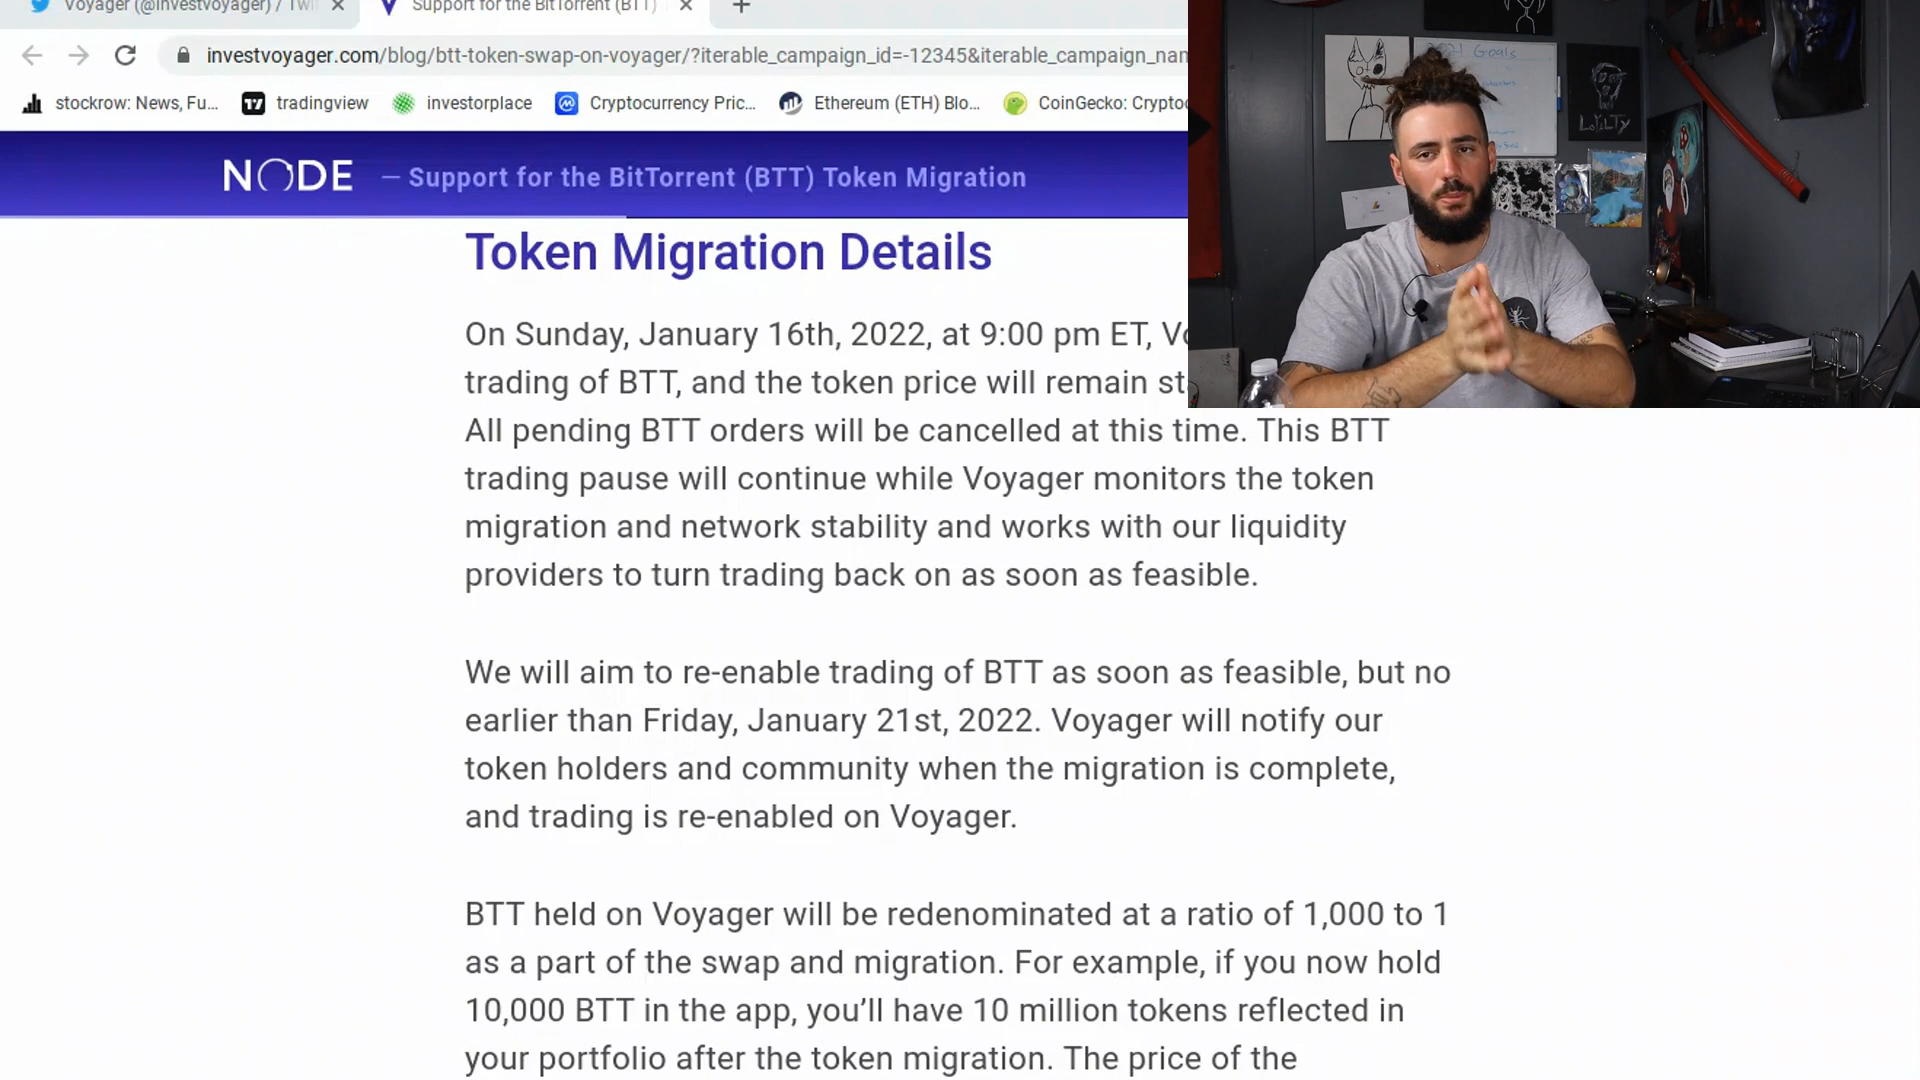 Voyager (@investvoyager) / Twi
Support for the BitTorrent (BTT)
investvoyager.com/blog/btt-token-swap-on-voyager/?iterable_campaign_id=-12345&iterable_campaign_nam
stockrow: News, Fu... tradingview investorplace Cryptocurrency Pric... Ethereum (ETH) Blo... CoinGecko: Cryptoc
NODE — Support for the BitTorrent (BTT) Token Migration
2021 Goals
LOYALTY
Token Migration Details
On Sunday, January 16th, 2022, at 9:00 pm ET, Vo
trading of BTT, and the token price will remain st
All pending BTT orders will be cancelled at this time. This BTT
trading pause will continue while Voyager monitors the token
migration and network stability and works with our liquidity
providers to turn trading back on as soon as feasible.
We will aim to re-enable trading of BTT as soon as feasible, but no
earlier than Friday, January 21st, 2022. Voyager will notify our
token holders and community when the migration is complete,
and trading is re-enabled on Voyager.
BTT held on Voyager will be redenominated at a ratio of 1,000 to 1
as a part of the swap and migration. For example, if you now hold
10,000 BTT in the app, you’ll have 10 million tokens reflected in
your portfolio after the token migration. The price of the